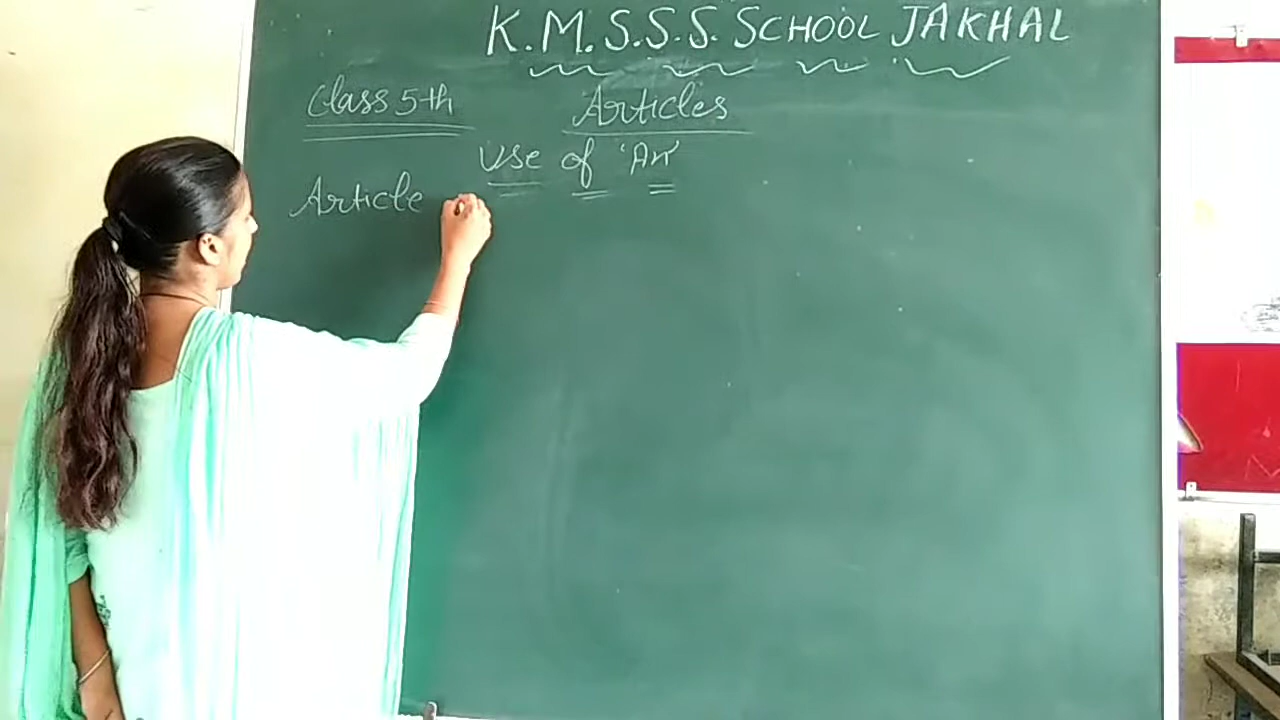 K.M.S.S.S. SCHOOL JAKHAL
Class 5th
Articles
Use of 'An'
Article